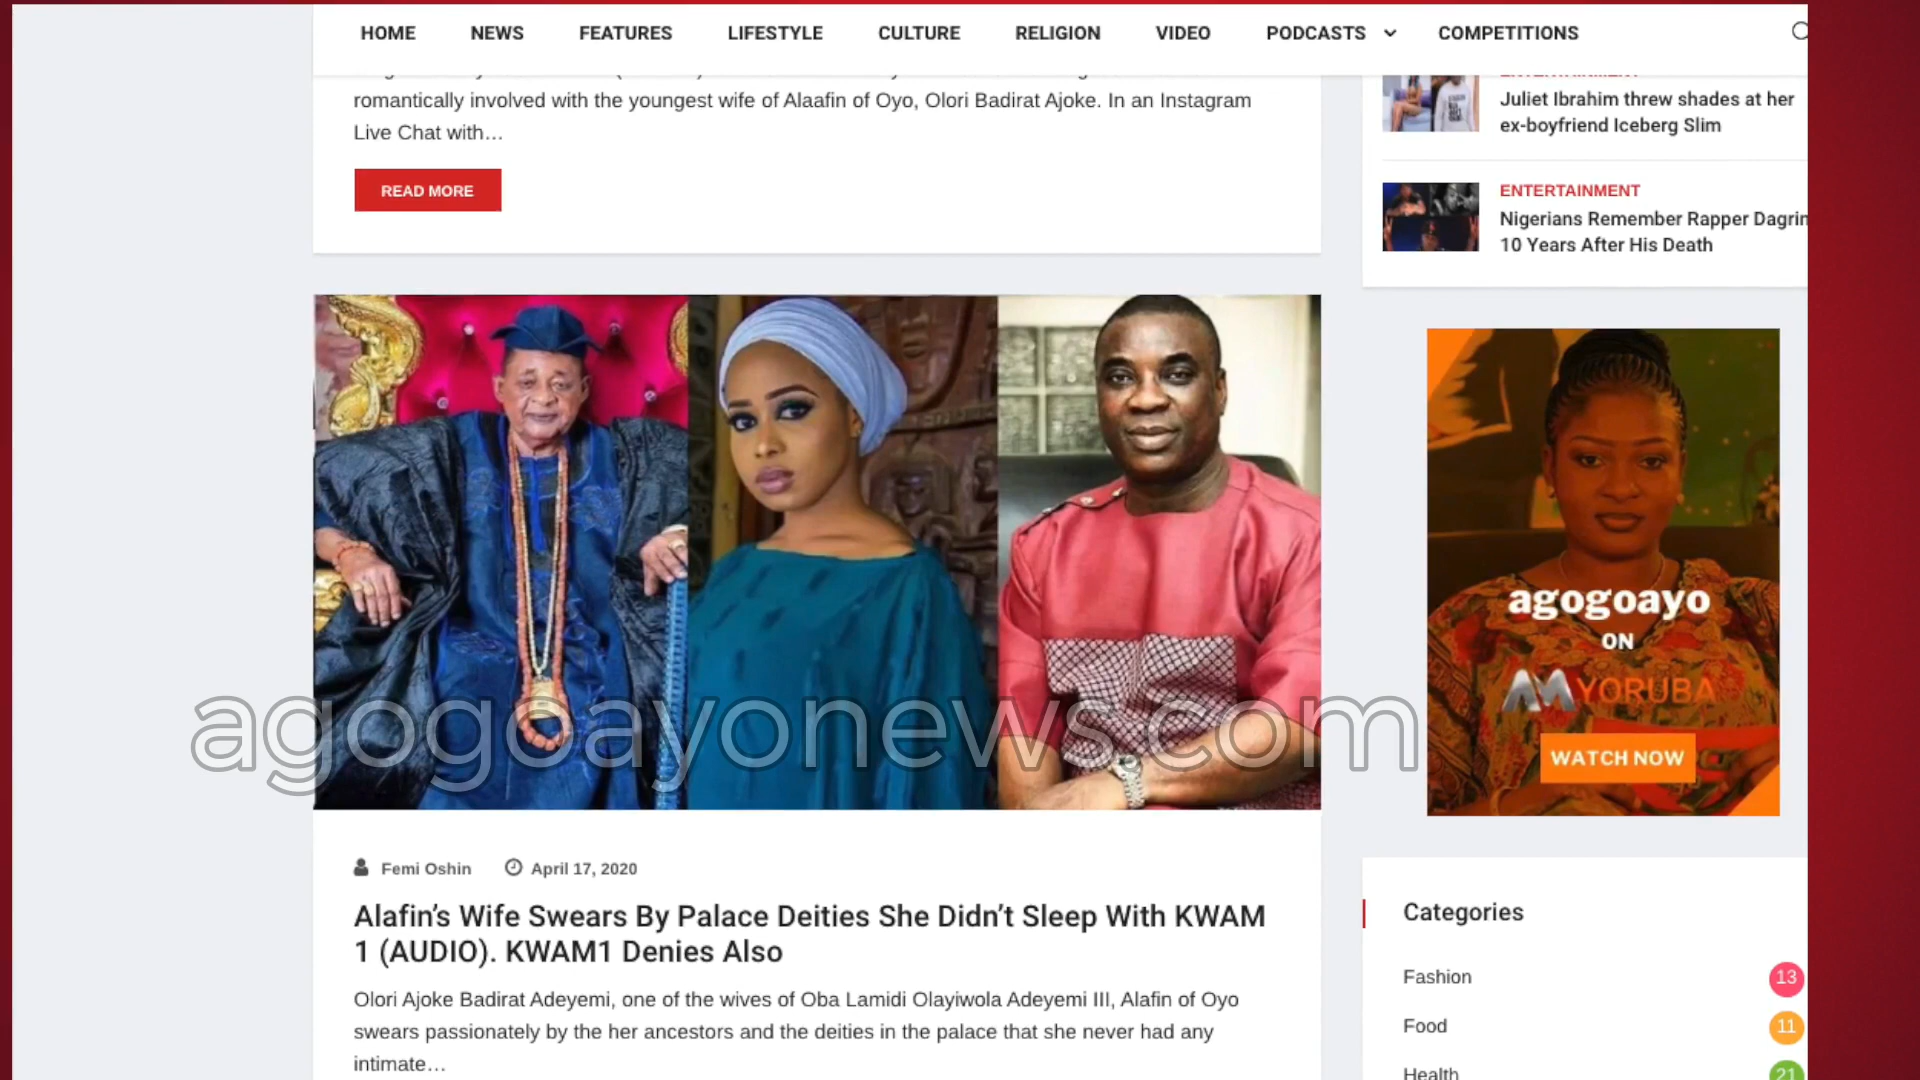 HOME NEWS FEATURES LIFESTYLE CULTURE RELIGION VIDEO PODCASTS COMPETITIONS
romantically involved with the youngest wife of Alaafin of Oyo, Olori Badirat Ajoke. In an Instagram
Live Chat with…
READ MORE
Juliet Ibrahim threw shades at her
ex-boyfriend Iceberg Slim
ENTERTAINMENT
Nigerians Remember Rapper Dagrin
10 Years After His Death
agogoayo
ON
AM YORUBA
WATCH NOW
agogoayonews.com
Femi Oshin April 17, 2020
Alafin’s Wife Swears By Palace Deities She Didn’t Sleep With KWAM
1 (AUDIO). KWAM1 Denies Also
Olori Ajoke Badirat Adeyemi, one of the wives of Oba Lamidi Olayiwola Adeyemi III, Alafin of Oyo
swears passionately by the her ancestors and the deities in the palace that she never had any
intimate…
Categories
Fashion 13
Food 11
Health 21